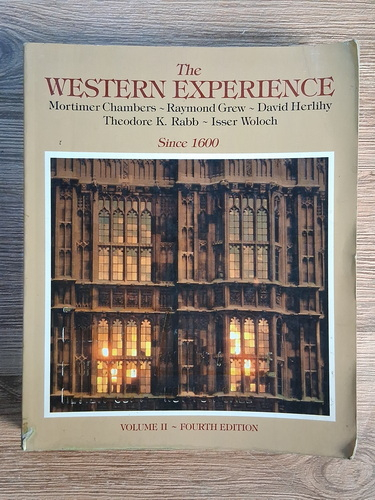 The
WESTERN EXPERIENCE
Mortimer Chambers ~ Raymond Grew ~ David Herlihy
Theodore K. Rabb ~ Isser Woloch
Since 1600
VOLUME II ~ FOURTH EDITION